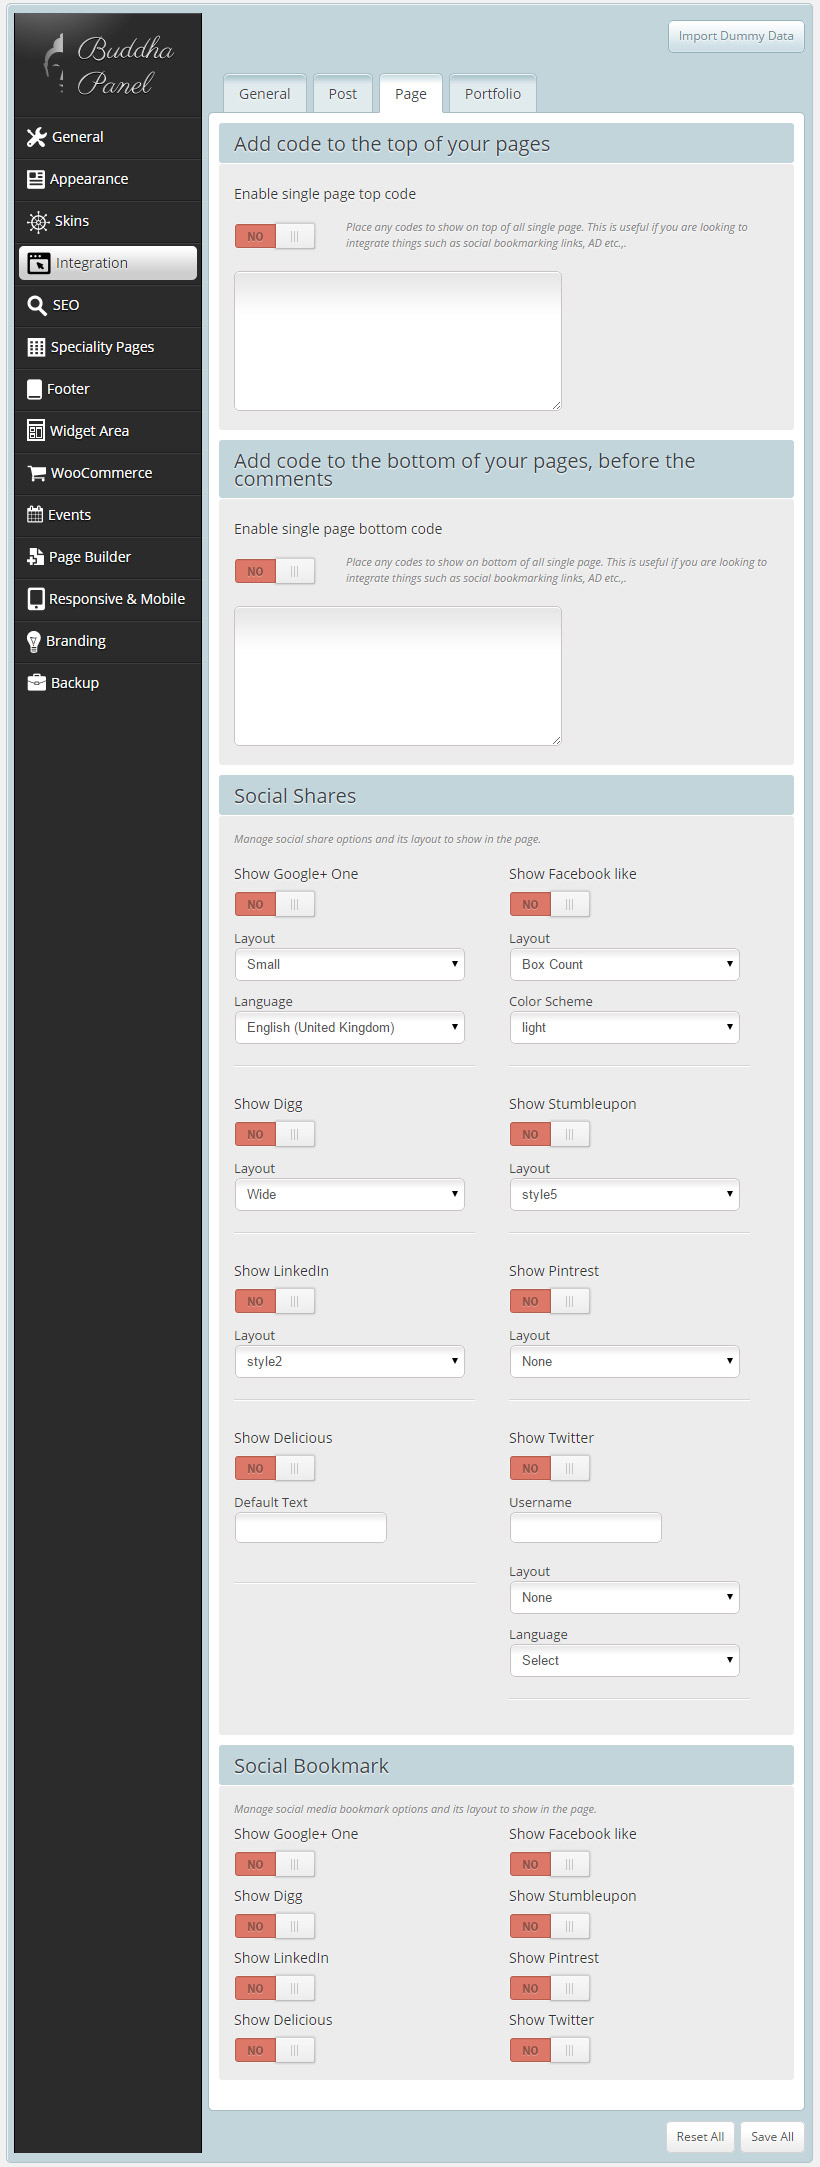 Buddha
Panel
Import Dummy Data
General
Appearance
Skins
Integration
SEO
Speciality Pages
Footer
Widget Area
WooCommerce
Events
Page Builder
Responsive & Mobile
Branding
Backup
General Post Page Portfolio
Add code to the top of your pages
Enable single page top code
NO
Place any codes to show on top of all single page. This is useful if you are looking to
integrate things such as social bookmarking links, AD etc.,.
Add code to the bottom of your pages, before the
comments
Enable single page bottom code
NO
Place any codes to show on bottom of all single page. This is useful if you are looking to
integrate things such as social bookmarking links, AD etc.,.
Social Shares
Manage social share options and its layout to show in the page.
Show Google+ One Show Facebook like
NO NO
Layout Layout
Small Box Count
Language Color Scheme
English (United Kingdom) light
Show Digg Show Stumbleupon
NO NO
Layout Layout
Wide style5
Show LinkedIn Show Pintrest
NO NO
Layout Layout
style2 None
Show Delicious Show Twitter
NO NO
Default Text Username
Layout
None
Language
Select
Social Bookmark
Manage social media bookmark options and its layout to show in the page.
Show Google+ One Show Facebook like
NO NO
Show Digg Show Stumbleupon
NO NO
Show LinkedIn Show Pintrest
NO NO
Show Delicious Show Twitter
NO NO
Reset All Save All